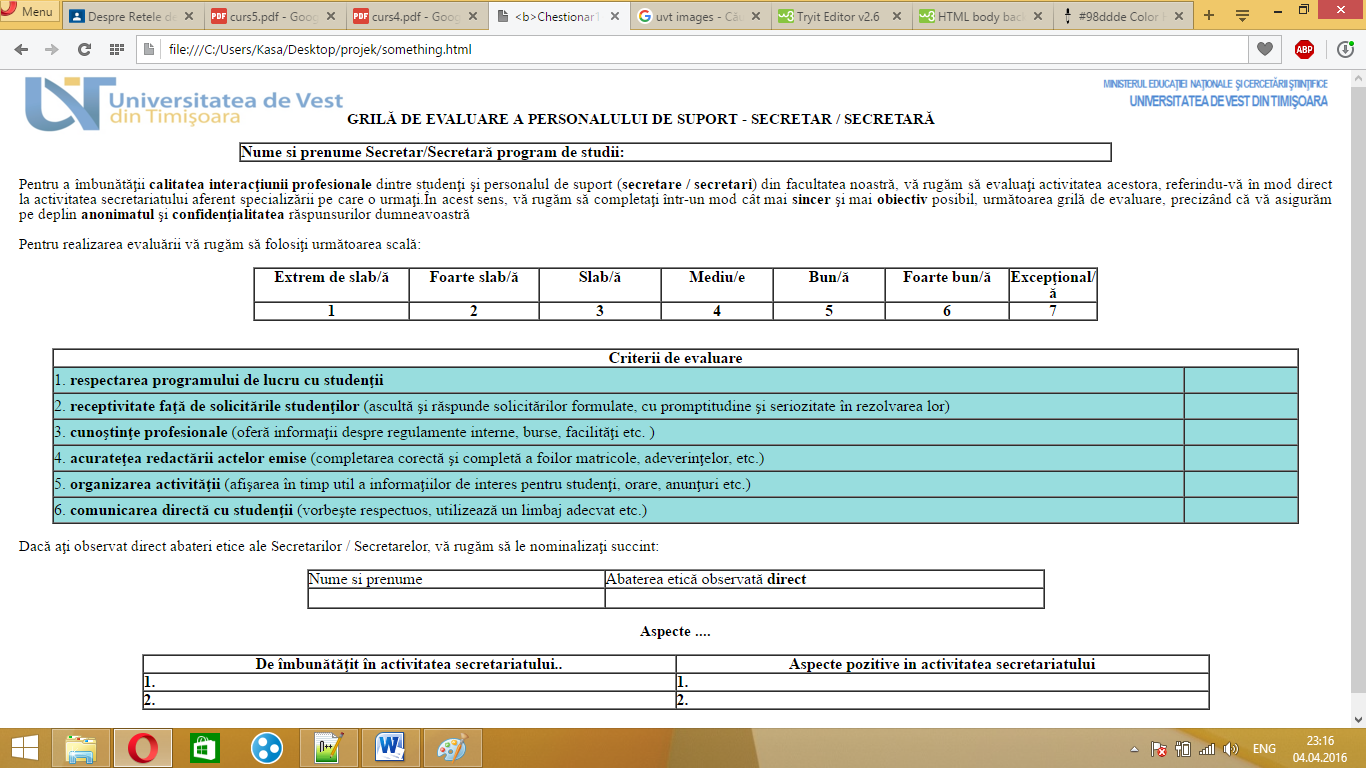 Menu
Despre Retele de
curs5.pdf - Goog
curs4.pdf - Goog
<b>ChestionarT
uvt images - Cău
Tryit Editor v2.6
HTML body back
#98ddde Color H
file:///C:/Users/Kasa/Desktop/projek/something.html
ABP
UVT Universitatea de Vest
din Timişoara
MINISTERUL EDUCAŢIEI NAŢIONALE ŞI CERCETĂRII ŞTIINŢIFICE
UNIVERSITATEA DE VEST DIN TIMIŞOARA
GRILĂ DE EVALUARE A PERSONALULUI DE SUPORT - SECRETAR / SECRETARĂ
Nume si prenume Secretar/Secretară program de studii:
Pentru a îmbunătăţii calitatea interacțiunii profesionale dintre studenţi şi personalul de suport (secretare / secretari) din facultatea noastră, vă rugăm să evaluaţi activitatea acestora, referindu-vă în mod direct
la activitatea secretariatului aferent specializării pe care o urmaţi.În acest sens, vă rugăm să completaţi într-un mod cât mai sincer şi mai obiectiv posibil, următoarea grilă de evaluare, precizând că vă asigurăm
pe deplin anonimatul şi confidenţialitatea răspunsurilor dumneavoastră
Pentru realizarea evaluării vă rugăm să folosiţi următoarea scală:
Extrem de slab/ă Foarte slab/ă Slab/ă Mediu/e Bun/ă Foarte bun/ă Excepţional/
ă
1 2 3 4 5 6 7
Criterii de evaluare
1. respectarea programului de lucru cu studenţii
2. receptivitate faţă de solicitările studenţilor (ascultă şi răspunde solicitărilor formulate, cu promptitudine şi seriozitate în rezolvarea lor)
3. cunoștințe profesionale (oferă informaţii despre regulamente interne, burse, facilităţi etc. )
4. acuratețea redactării actelor emise (completarea corectă şi completă a foilor matricole, adeverinţelor, etc.)
5. organizarea activităţii (afişarea în timp util a informaţiilor de interes pentru studenţi, orare, anunţuri etc.)
6. comunicarea directă cu studenţii (vorbeşte respectuos, utilizează un limbaj adecvat etc.)
Dacă aţi observat direct abateri etice ale Secretarilor / Secretarelor, vă rugăm să le nominalizaţi succint:
Nume si prenume Abaterea etică observată direct
Aspecte ....
De îmbunătăţit în activitatea secretariatului.. Aspecte pozitive in activitatea secretariatului
1. 1.
2. 2.
ENG
23:16
04.04.2016